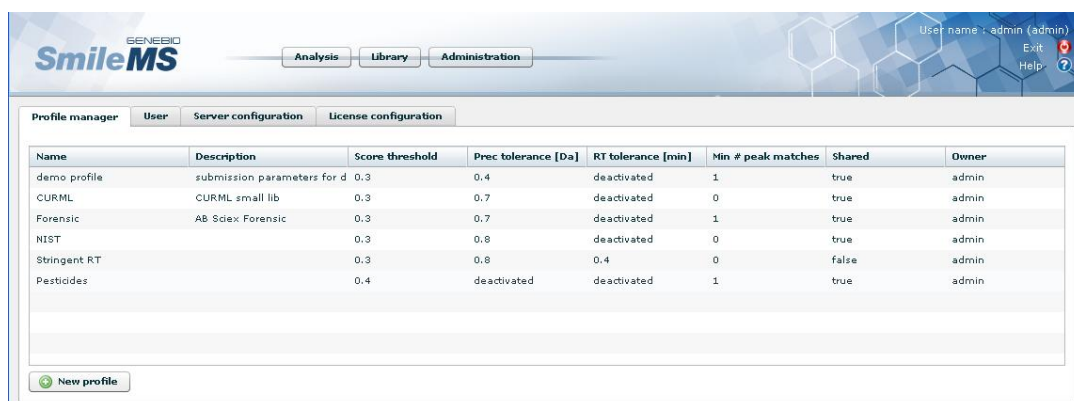 GENEBIO
SmileMS
Analysis Library Administration
User name : admin (admin)
Exit
Help ?
Profile manager User Server configuration License configuration
Name Description Score threshold Prec tolerance [Da] RT tolerance [min] Min # peak matches Shared Owner
demo profile submission parameters for d 0.3 0.4 deactivated 1 true admin
CURML CURML small lib 0.3 0.7 deactivated 0 true admin
Forensic AB Sciex Forensic 0.3 0.7 deactivated 1 true admin
NIST 0.3 0.8 deactivated 0 true admin
Stringent RT 0.3 0.8 0.4 0 false admin
Pesticides 0.4 deactivated deactivated 1 true admin
New profile